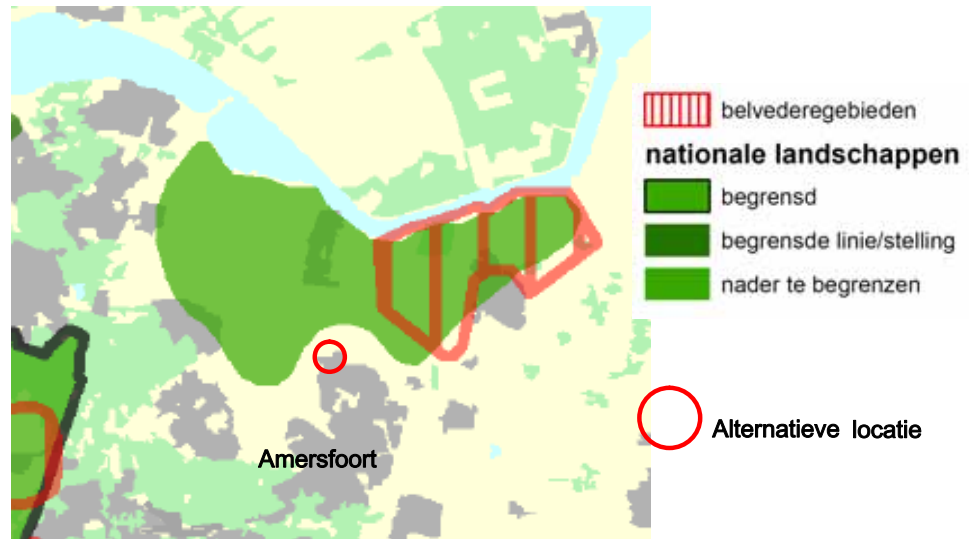 belvederegebieden
nationale landschappen
begrensd
begrensde linie/stelling
nader te begrenzen
Alternatieve locatie
Amersfoort